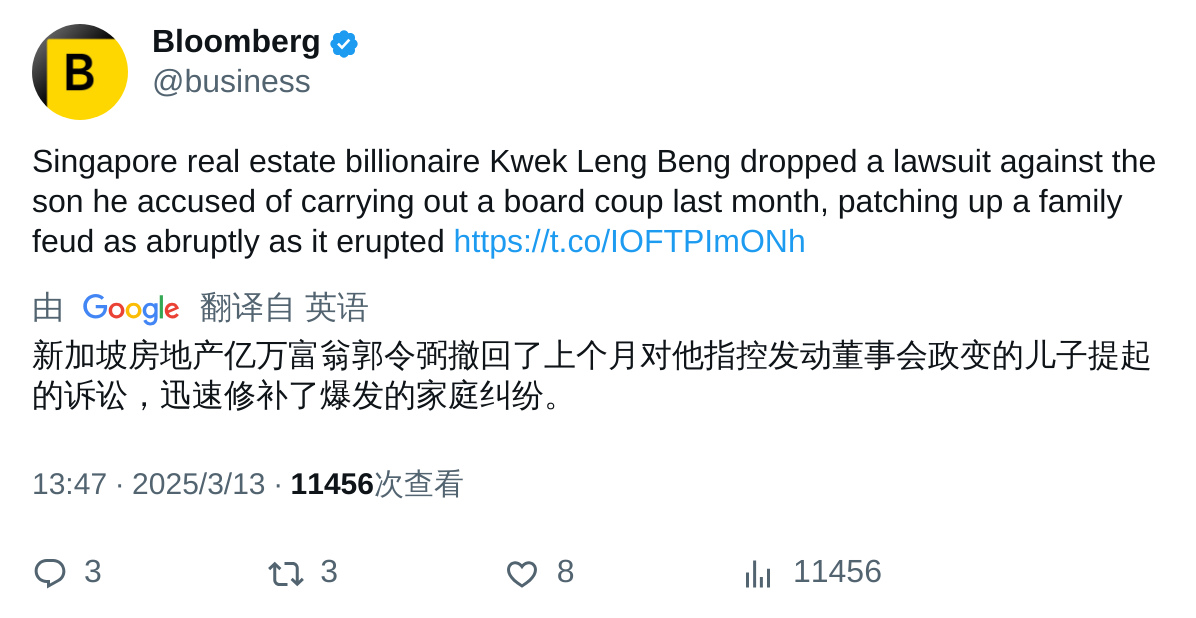 B
Bloomberg
@business
Singapore real estate billionaire Kwek Leng Beng dropped a lawsuit against the
son he accused of carrying out a board coup last month, patching up a family
feud as abruptly as it erupted https://t.co/IOFTPImONh
由 Google 翻译自 英语
新加坡房地产亿万富翁郭令弼撤回了上个月对他指控发动董事会政变的儿子提起
的诉讼，迅速修补了爆发的家庭纠纷。
13:47 · 2025/3/13 · 11456次查看
3 3 8 11456